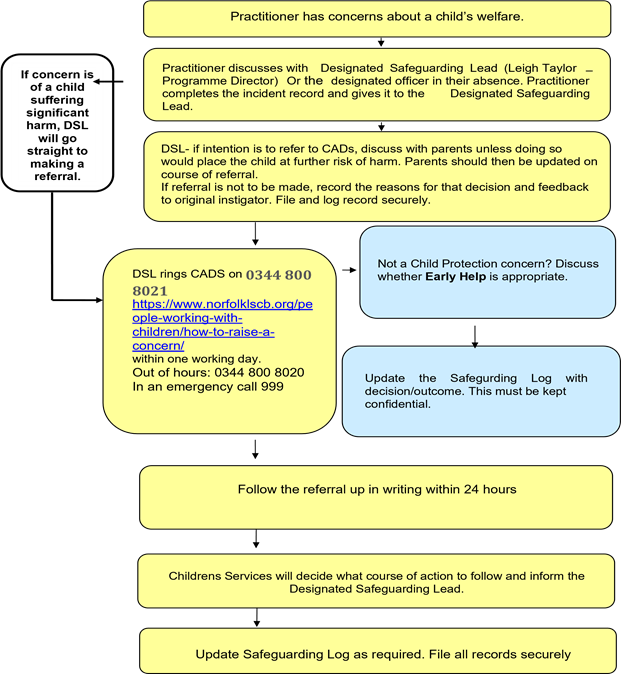 Practitioner has concerns about a child's welfare.
If concern is
of a child
suffering
significant
harm, DSL
will go
straight to
making a
referral.
Practitioner discusses with Designated Safeguarding Lead (Leigh Taylor –
Programme Director) Or the designated officer in their absence. Practitioner
completes the incident record and gives it to the Designated Safeguarding
Lead.
DSL- if intention is to refer to CADs, discuss with parents unless doing so
would place the child at further risk of harm. Parents should then be updated on
course of referral.
If referral is not to be made, record the reasons for that decision and feedback
to original instigator. File and log record securely.
DSL rings CADS on 0344 800
8021
https://www.norfolklscb.org/pe
ople-working-with-
children/how-to-raise-a-
concern/
within one working day.
Out of hours: 0344 800 8020
In an emergency call 999
Not a Child Protection concern? Discuss
whether Early Help is appropriate.
Update the Safegurding Log with
decision/outcome. This must be kept
confidential.
Follow the referral up in writing within 24 hours
Childrens Services will decide what course of action to follow and inform the
Designated Safeguarding Lead.
Update Safeguarding Log as required. File all records securely